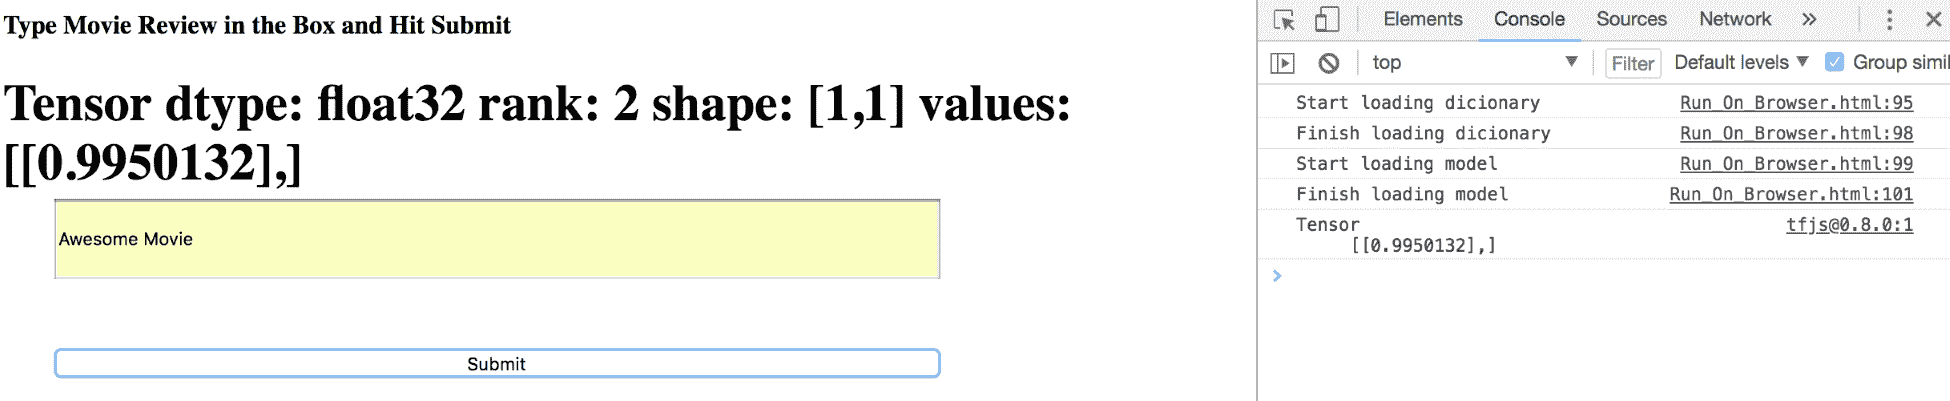 Type Movie Review in the Box and Hit Submit
Tensor dtype: float32 rank: 2 shape: [1,1] values:
[[0.9950132],]
Awesome Movie
Submit
Elements Console Sources Network »
top Filter Default levels ▼ Group simil
Start loading dicionary Run_On_Browser.html:95
Finish loading dicionary Run_On_Browser.html:98
Start loading model Run_On_Browser.html:99
Finish loading model Run_On_Browser.html:101
Tensor tfjs@0.8.0:1
[[0.9950132],]
>